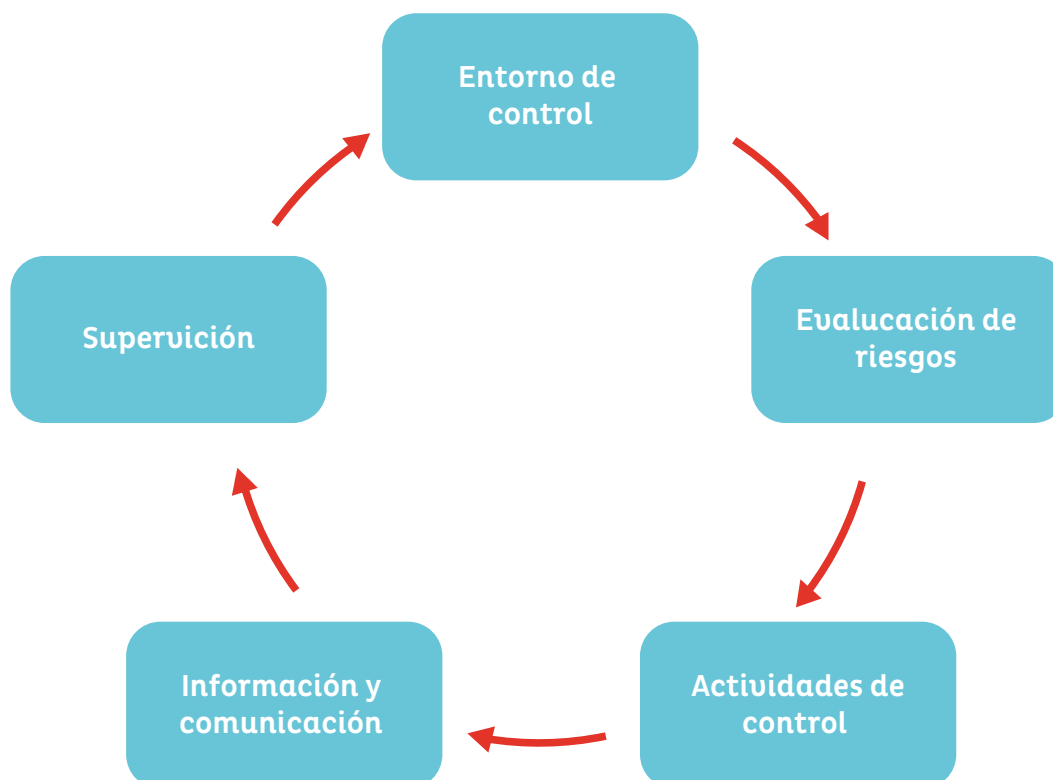 Entorno de
control
Evalucación de
riesgos
Actividades de
control
Información y
comunicación
Supervición